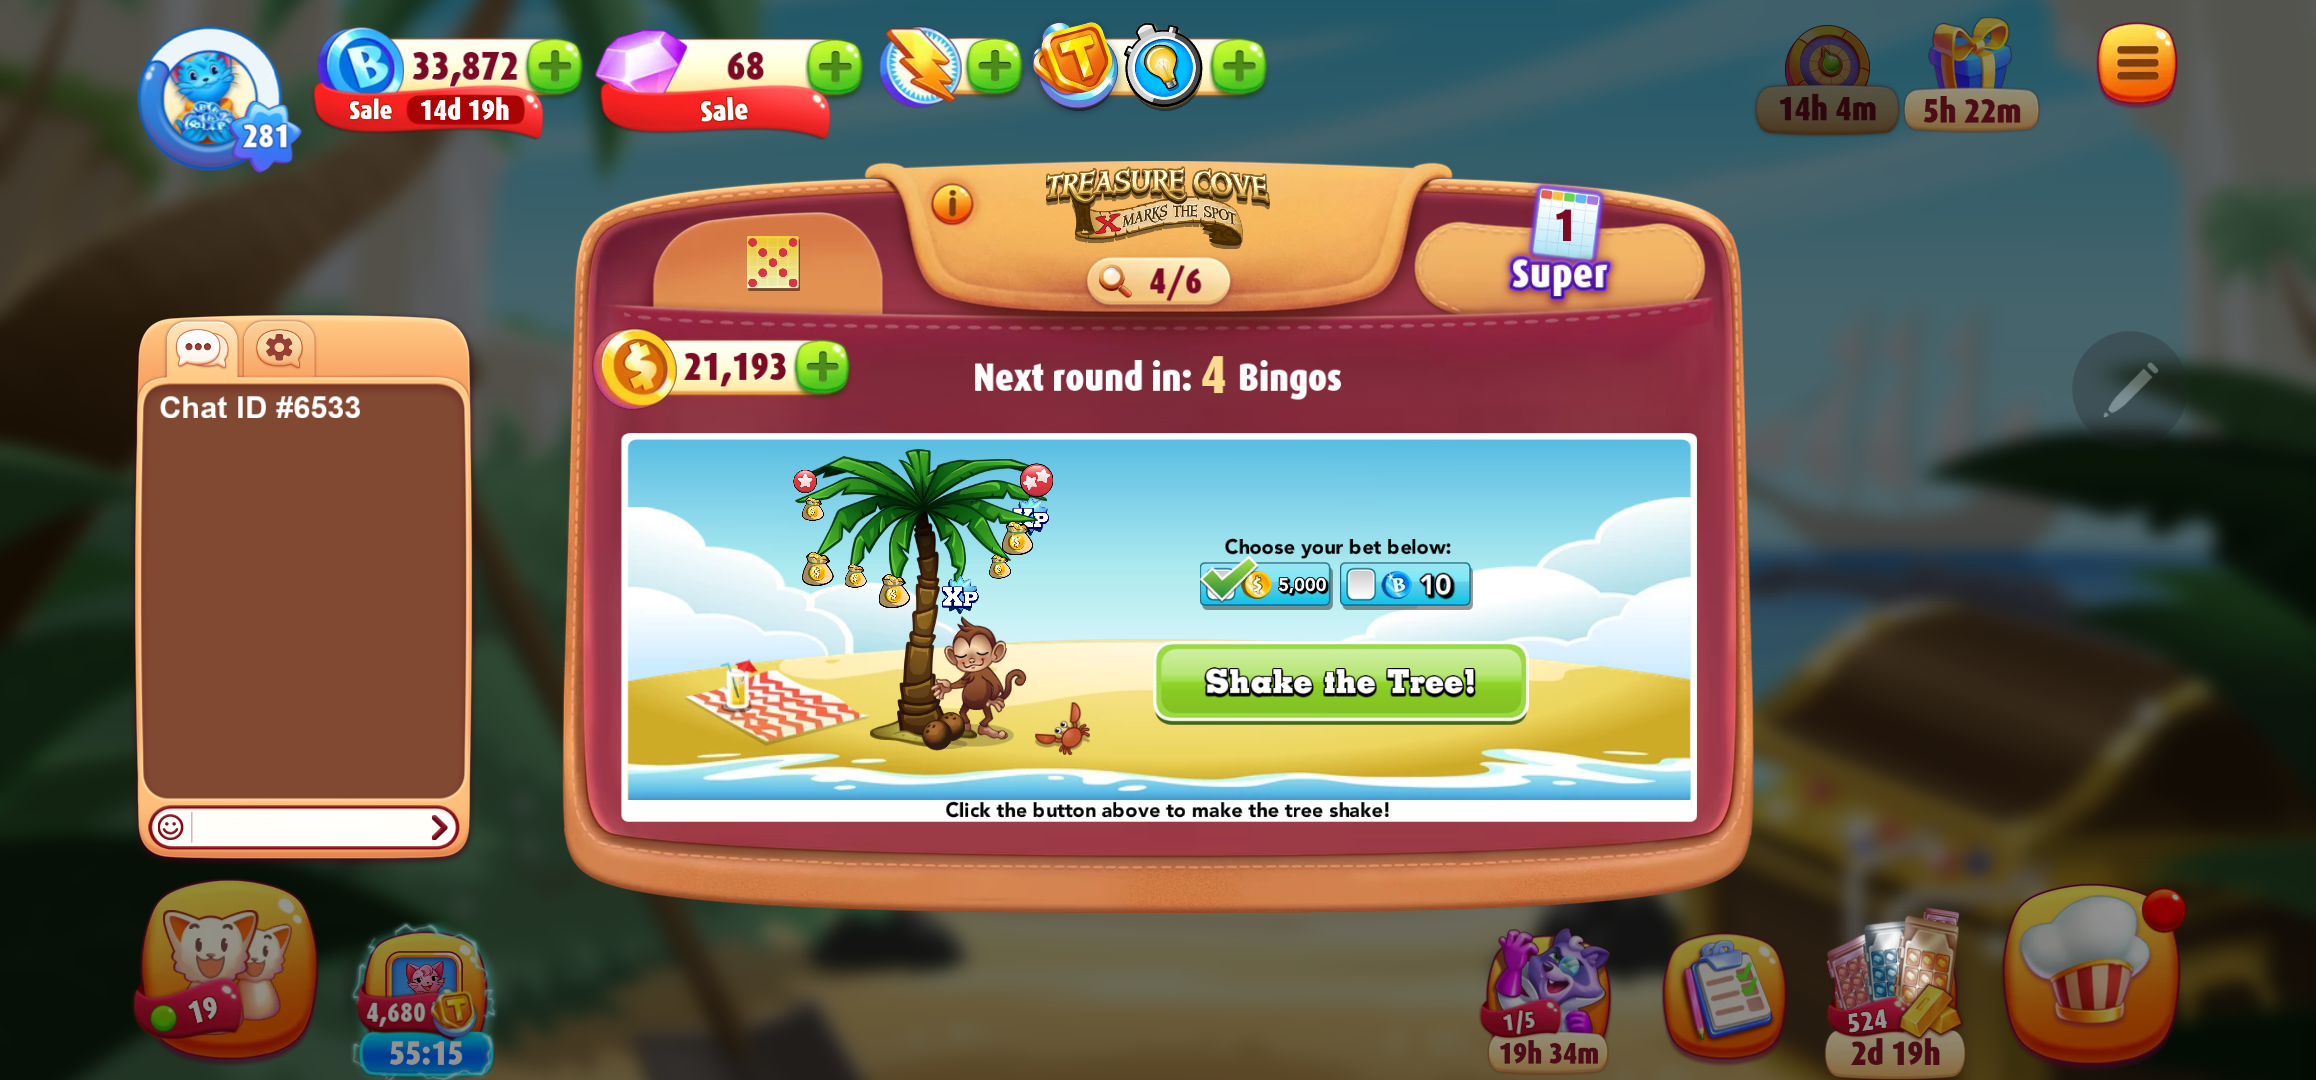 33,872
68
Sale 14d 19h
Sale
281
14h 4m
5h 22m
TREASURE COVE
X MARKS THE SPOT
4/6
1
Super
21,193
Next round in: 4 Bingos
Chat ID #6533
XP
XP
Choose your bet below:
5,000
B 10
Shake the Tree!
Click the button above to make the tree shake!
19
4,680 T
55:15
1/5
19h 34m
524
2d 19h